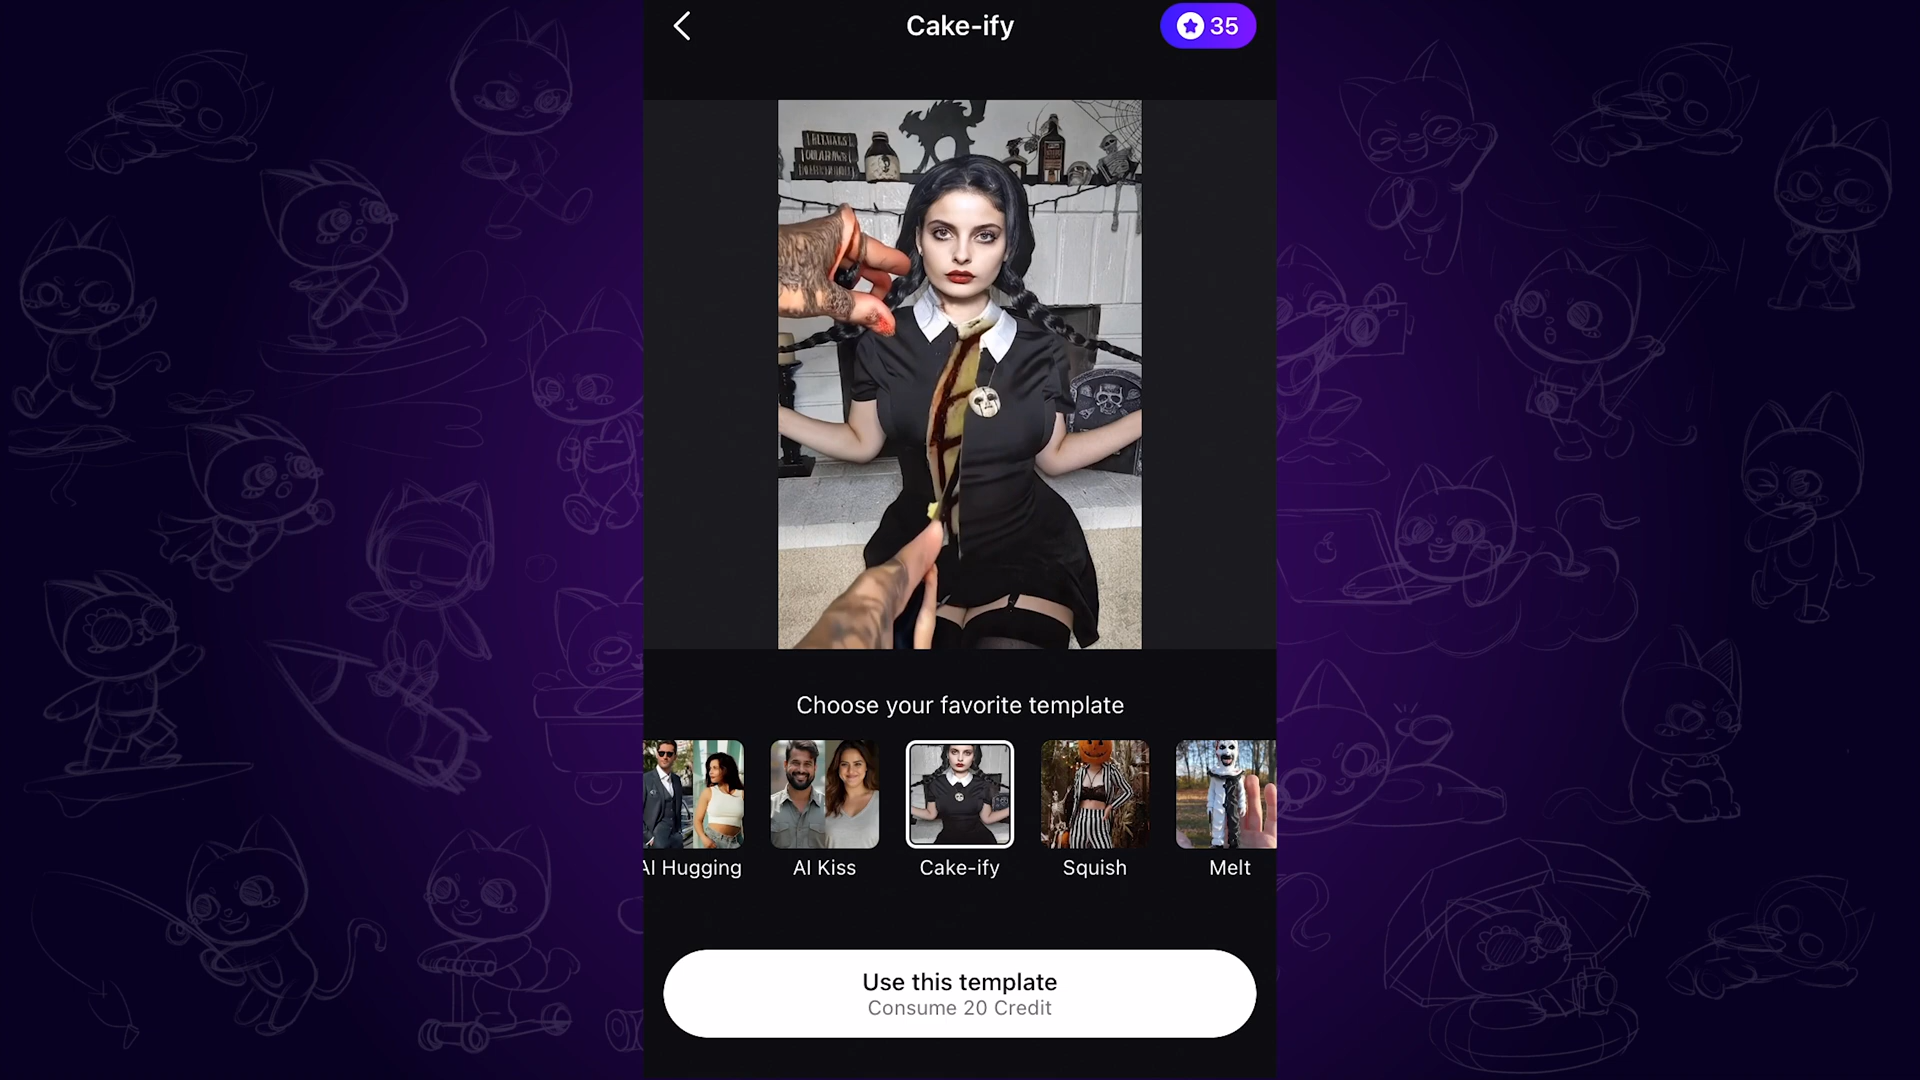 Cake-ify
35
Choose your favorite template
AI Hugging
AI Kiss
Cake-ify
Squish
Melt
Use this template
Consume 20 Credit